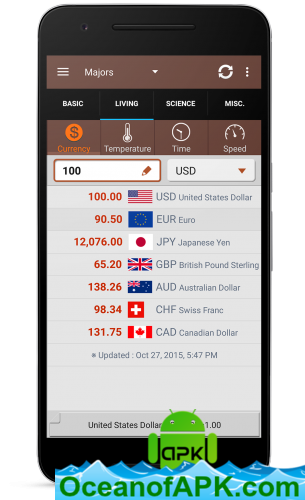 Majors
BASIC LIVING SCIENCE MISC.
Currency Temperature Time Speed
100 USD
100.00 USD United States Dollar
90.50 EUR Euro
12,076.00 JPY Japanese Yen
65.20 GBP British Pound Sterling
138.26 AUD Australian Dollar
98.34 CHF Swiss Franc
131.75 CAD Canadian Dollar
※ Updated : Oct 27, 2015, 5:47 PM
United States Dollar 1.00
apk
OceanofAPK.com